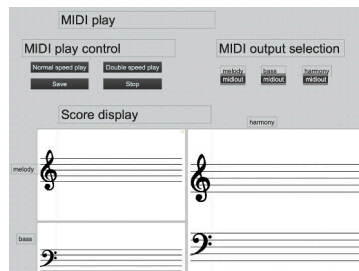 MIDI play
MIDI play control
MIDI output selection
Normal speed play
Double speed play
melody
bass
harmony
midiout
midiout
midiout
Save
Stop
Score display
harmony
melody
bass